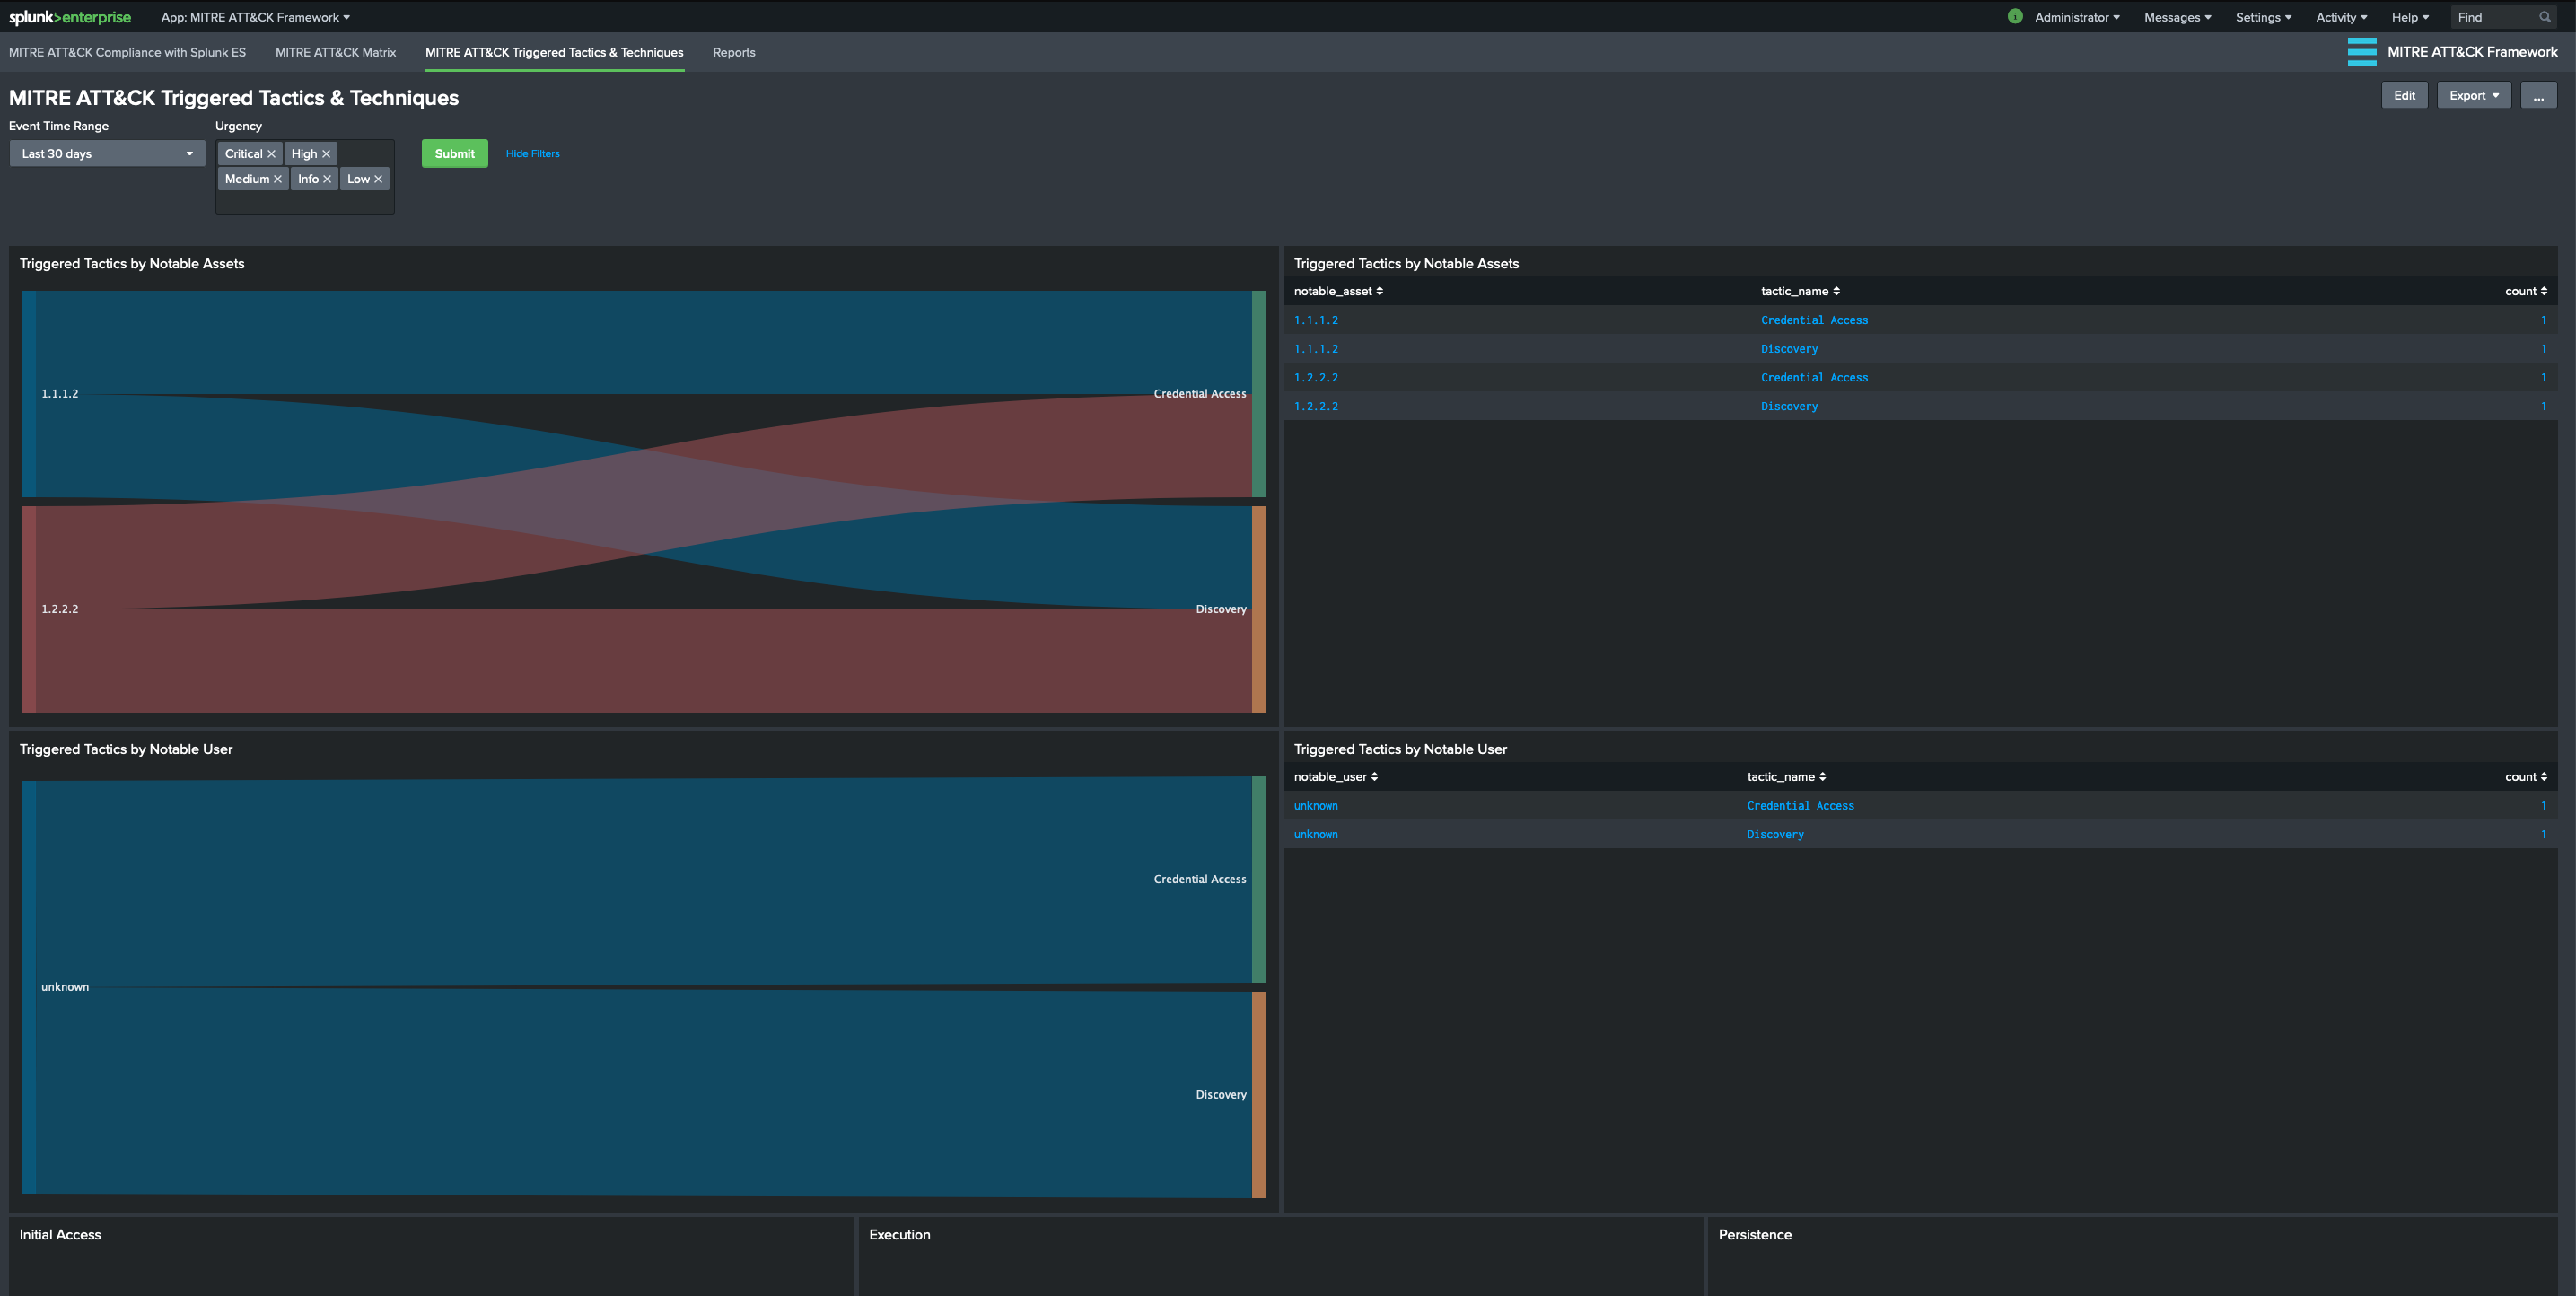 splunk>enterprise App: MITRE ATT&CK Framework i Administrator Messages Settings Activity Help Find
MITRE ATT&CK Compliance with Splunk ES MITRE ATT&CK Matrix MITRE ATT&CK Triggered Tactics & Techniques Reports MITRE ATT&CK Framework
MITRE ATT&CK Triggered Tactics & Techniques Edit Export ...
Event Time Range Urgency
Last 30 days Critical × High × Submit Hide Filters
Medium × Info × Low ×
Triggered Tactics by Notable Assets
1.1.1.2
Credential Access
1.2.2.2
Discovery
Triggered Tactics by Notable Assets
notable_asset tactic_name count
1.1.1.2 Credential Access 1
1.1.1.2 Discovery 1
1.2.2.2 Credential Access 1
1.2.2.2 Discovery 1
Triggered Tactics by Notable User
Credential Access
unknown
Discovery
Triggered Tactics by Notable User
notable_user tactic_name count
unknown Credential Access 1
unknown Discovery 1
Initial Access Execution Persistence